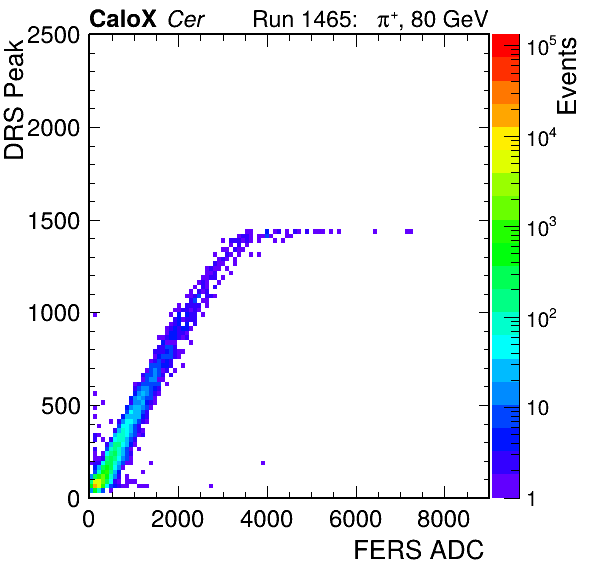 CaloX Cer Run 1465: π⁺, 80 GeV
DRS Peak
2500
2000
1500
1000
500
0
0 2000 4000 6000 8000
FERS ADC
Events
10⁵
10⁴
10³
10²
10
1